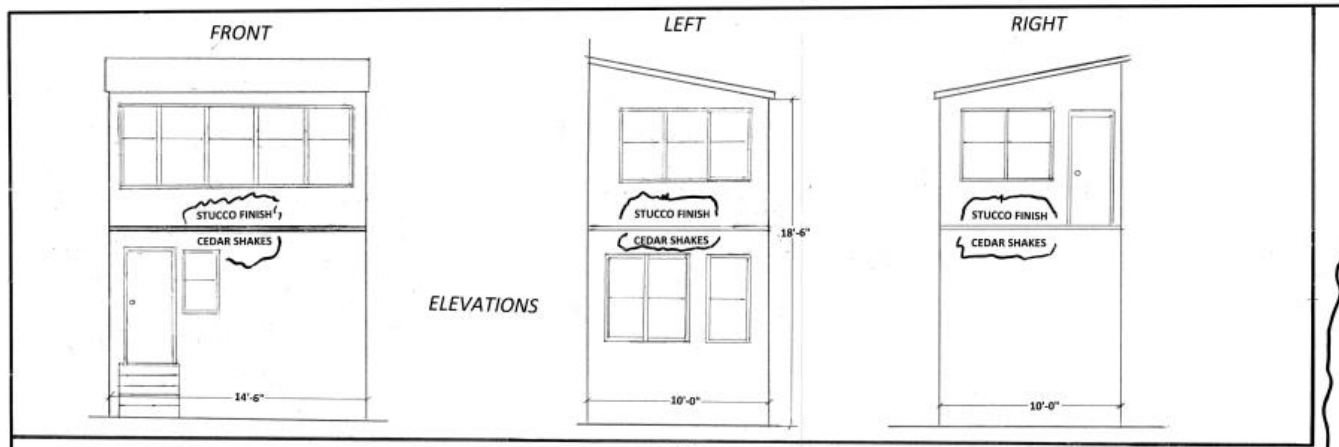 FRONT
LEFT
RIGHT
STUCCO FINISH
CEDAR SHAKES
14'-6"
ELEVATIONS
STUCCO FINISH
CEDAR SHAKES
18'-6"
10'-0"
STUCCO FINISH
CEDAR SHAKES
10'-0"